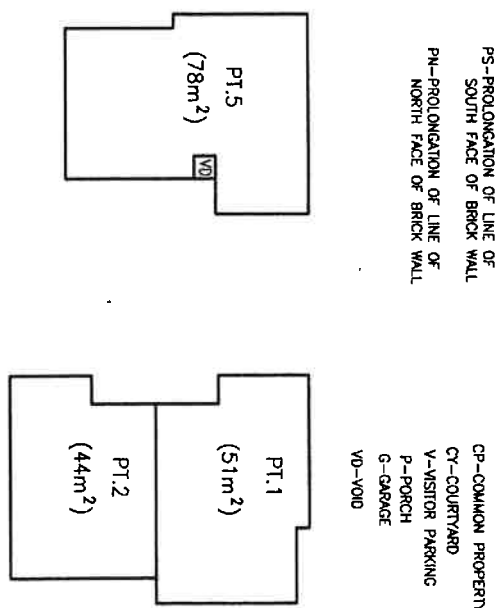 PS-PROLONGATION OF LINE OF
SOUTH FACE OF BRICK WALL
PN-PROLONGATION OF LINE OF
NORTH FACE OF BRICK WALL
CP-COMMON PROPERTY
CY-COURTYARD
V-VISITOR PARKING
P-PORCH
G-GARAGE
VD-VOID
PT.5
(78m²)
VD
PT.1
(51m²)
PT.2
(44m²)